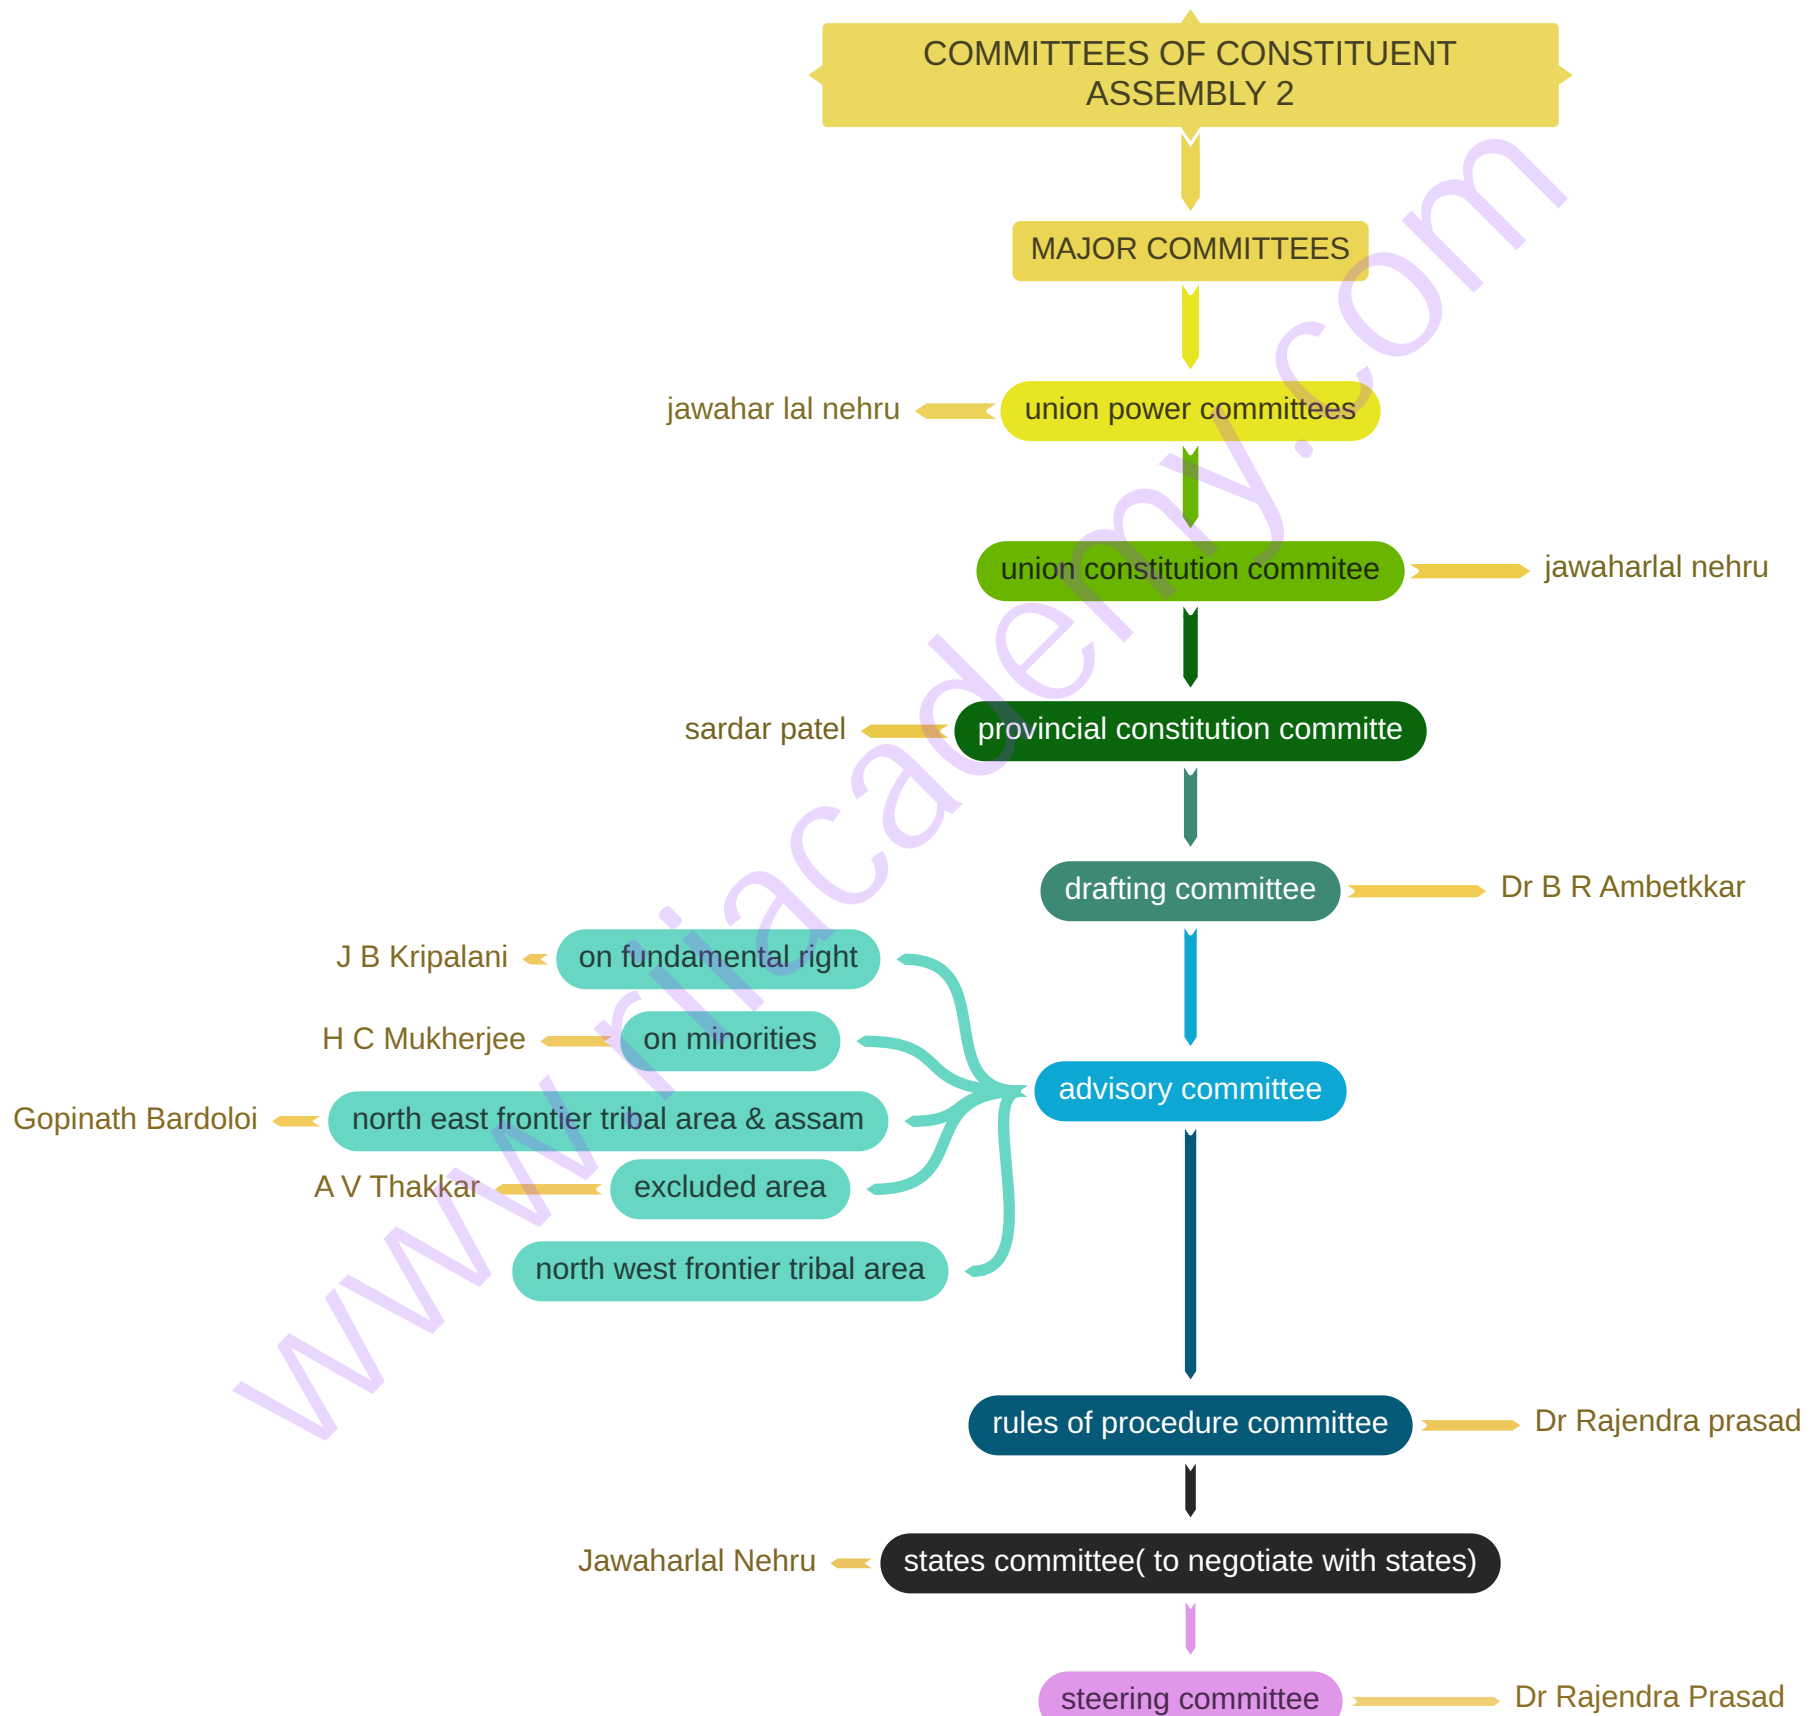 COMMITTEES OF CONSTITUENT
ASSEMBLY 2
MAJOR COMMITTEES
jawahar lal nehru
union power committees
union constitution commitee
jawaharlal nehru
sardar patel
provincial constitution committe
drafting committee
Dr B R Ambetkkar
J B Kripalani
on fundamental right
H C Mukherjee
on minorities
advisory committee
Gopinath Bardoloi
north east frontier tribal area & assam
A V Thakkar
excluded area
north west frontier tribal area
rules of procedure committee
Dr Rajendra prasad
Jawaharlal Nehru
states committee( to negotiate with states)
steering committee
Dr Rajendra Prasad
www.rliacademy.com